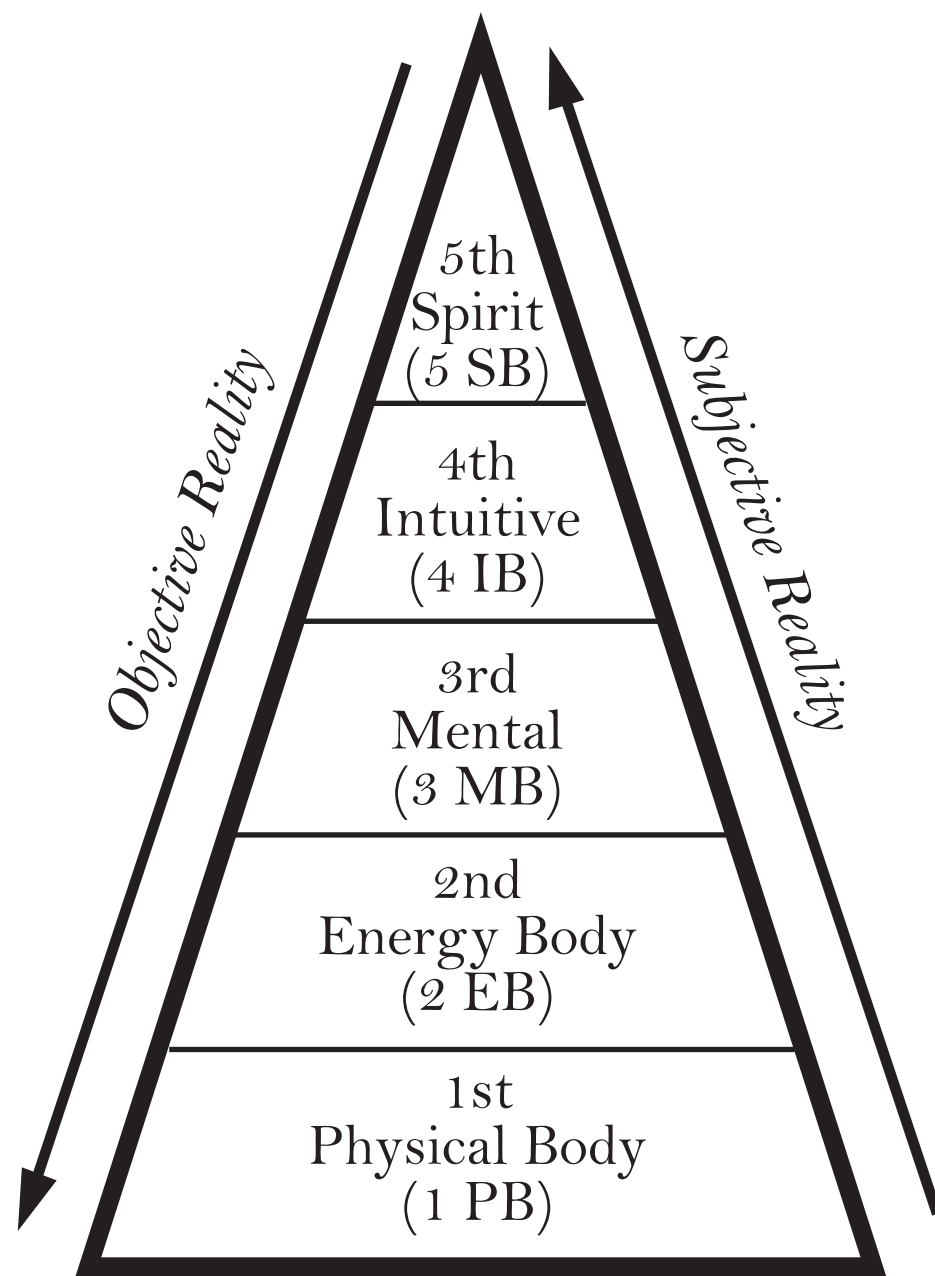 5th
Spirit
(5 SB)
4th
Intuitive
(4 IB)
3rd
Mental
(3 MB)
2nd
Energy Body
(2 EB)
1st
Physical Body
(1 PB)
Objective Reality
Subjective Reality